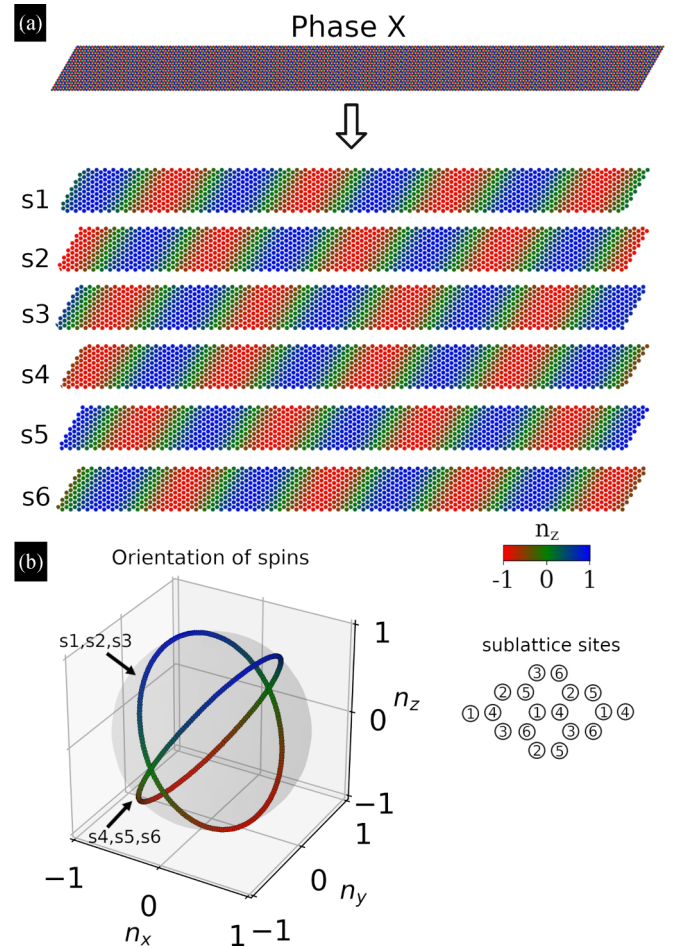 (a)
Phase X
s1
s2
s3
s4
s5
s6
(b)
Orientation of spins
n_z
-1 0 1
s1,s2,s3
s4,s5,s6
1
0
−1
n_z
1
0
−1
n_y
−1
0
1
n_x
sublattice sites
3 6
2 5 2 5
1 4 1 4 1 4
3 6 3 6
2 5